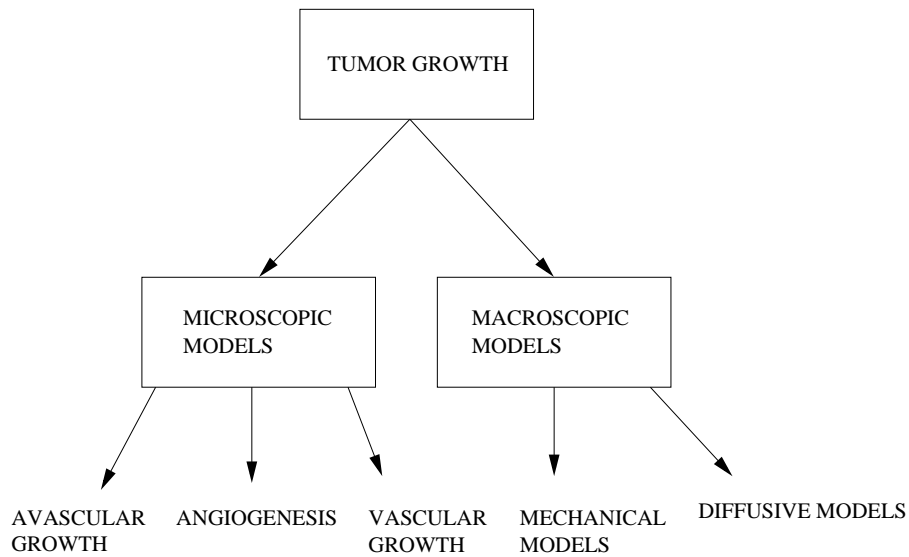 TUMOR GROWTH
MICROSCOPIC
MODELS
MACROSCOPIC
MODELS
AVASCULAR
GROWTH
ANGIOGENESIS
VASCULAR
GROWTH
MECHANICAL
MODELS
DIFFUSIVE MODELS